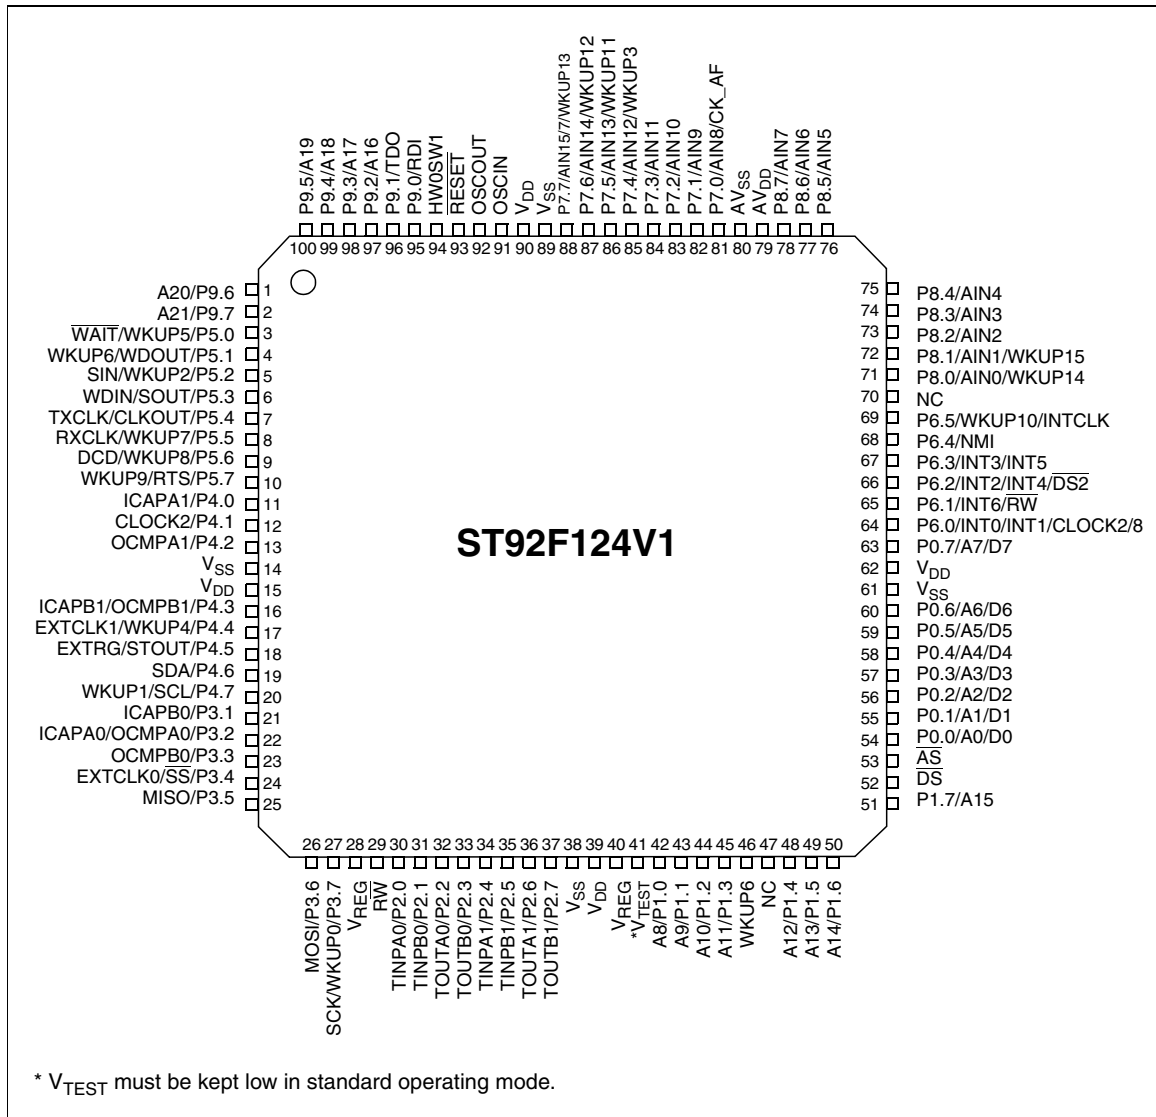 P9.5/A19
P9.4/A18
P9.3/A17
P9.2/A16
P9.1/TDO
P9.0/RDI
HW0SW1
RESET
OSCOUT
OSCIN
VDD
VSS
P7.7/AIN15/7/WKUP13
P7.6/AIN14/WKUP12
P7.5/AIN13/WKUP11
P7.4/AIN12/WKUP3
P7.3/AIN11
P7.2/AIN10
P7.1/AIN9
P7.0/AIN8/CK_AF
AVSS
AVDD
P8.7/AIN7
P8.6/AIN6
P8.5/AIN5
100 99 98 97 96 95 94 93 92 91 90 89 88 87 86 85 84 83 82 81 80 79 78 77 76
A20/P9.6 1
A21/P9.7 2
WAIT/WKUP5/P5.0 3
WKUP6/WDOUT/P5.1 4
SIN/WKUP2/P5.2 5
WDIN/SOUT/P5.3 6
TXCLK/CLKOUT/P5.4 7
RXCLK/WKUP7/P5.5 8
DCD/WKUP8/P5.6 9
WKUP9/RTS/P5.7 10
ICAPA1/P4.0 11
CLOCK2/P4.1 12
OCMPA1/P4.2 13
VSS 14
VDD 15
ICAPB1/OCMPB1/P4.3 16
EXTCLK1/WKUP4/P4.4 17
EXTRG/STOUT/P4.5 18
SDA/P4.6 19
WKUP1/SCL/P4.7 20
ICAPB0/P3.1 21
ICAPA0/OCMPA0/P3.2 22
OCMPB0/P3.3 23
EXTCLK0/SS/P3.4 24
MISO/P3.5 25
ST92F124V1
75 P8.4/AIN4
74 P8.3/AIN3
73 P8.2/AIN2
72 P8.1/AIN1/WKUP15
71 P8.0/AIN0/WKUP14
70 NC
69 P6.5/WKUP10/INTCLK
68 P6.4/NMI
67 P6.3/INT3/INT5
66 P6.2/INT2/INT4/DS2
65 P6.1/INT6/RW
64 P6.0/INT0/INT1/CLOCK2/8
63 P0.7/A7/D7
62 VDD
61 VSS
60 P0.6/A6/D6
59 P0.5/A5/D5
58 P0.4/A4/D4
57 P0.3/A3/D3
56 P0.2/A2/D2
55 P0.1/A1/D1
54 P0.0/A0/D0
53 AS
52 DS
51 P1.7/A15
26 27 28 29 30 31 32 33 34 35 36 37 38 39 40 41 42 43 44 45 46 47 48 49 50
MOSI/P3.6
SCK/WKUP0/P3.7
VREG
RW
TINPA0/P2.0
TINPB0/P2.1
TOUTA0/P2.2
TOUTB0/P2.3
TINPA1/P2.4
TINPB1/P2.5
TOUTA1/P2.6
TOUTB1/P2.7
VSS
VDD
VREG
*VTEST
A8/P1.0
A9/P1.1
A10/P1.2
A11/P1.3
WKUP6
NC
A12/P1.4
A13/P1.5
A14/P1.6
* VTEST must be kept low in standard operating mode.